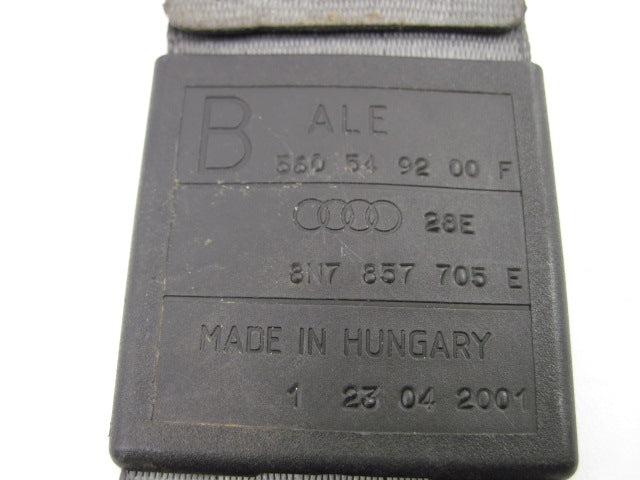 B ALE
560 54 92 00 F
28E
8N7 857 705 E
MADE IN HUNGARY
1 23 04 2001